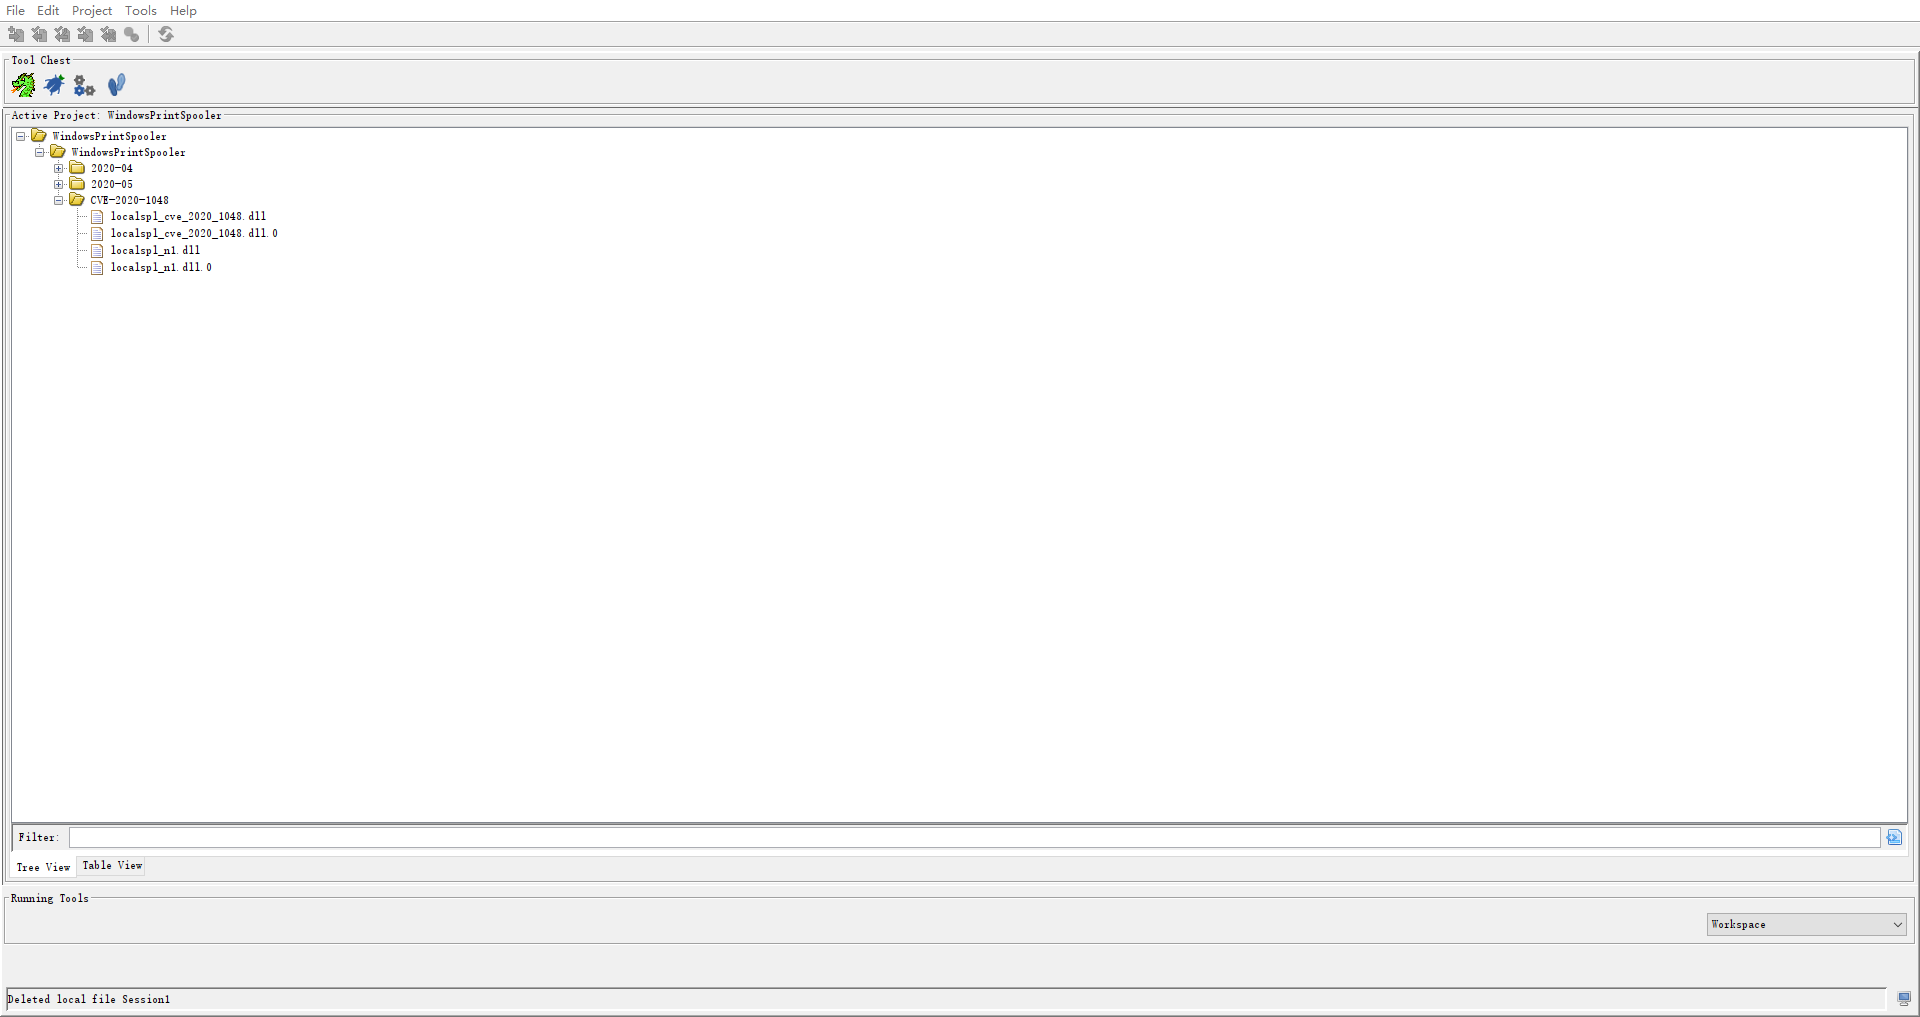 File Edit Project Tools Help
Tool Chest
Active Project: WindowsPrintSpooler
WindowsPrintSpooler
WindowsPrintSpooler
2020-04
2020-05
CVE-2020-1048
localspl_cve_2020_1048.dll
localspl_cve_2020_1048.dll.0
localspl_n1.dll
localspl_n1.dll.0
Filter:
Tree View Table View
Running Tools
Workspace
Deleted local file Session1